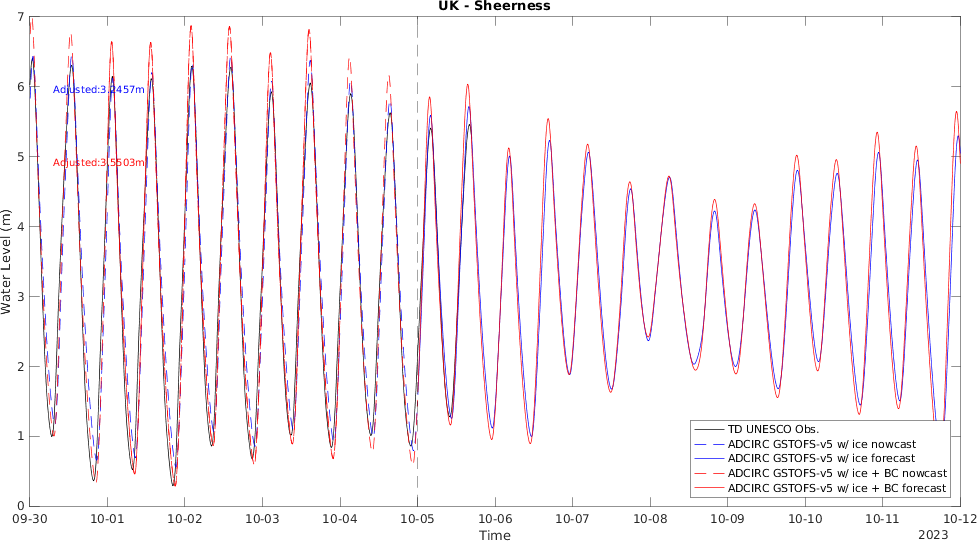 UK - Sheerness
7
6
5
4
3
2
1
0
Water Level (m)
Adjusted:3.2457m
Adjusted:3.5503m
TD UNESCO Obs.
ADCIRC GSTOFS-v5 w/ ice nowcast
ADCIRC GSTOFS-v5 w/ ice forecast
ADCIRC GSTOFS-v5 w/ ice + BC nowcast
ADCIRC GSTOFS-v5 w/ ice + BC forecast
09-30 10-01 10-02 10-03 10-04 10-05 10-06 10-07 10-08 10-09 10-10 10-11 10-12
Time
2023